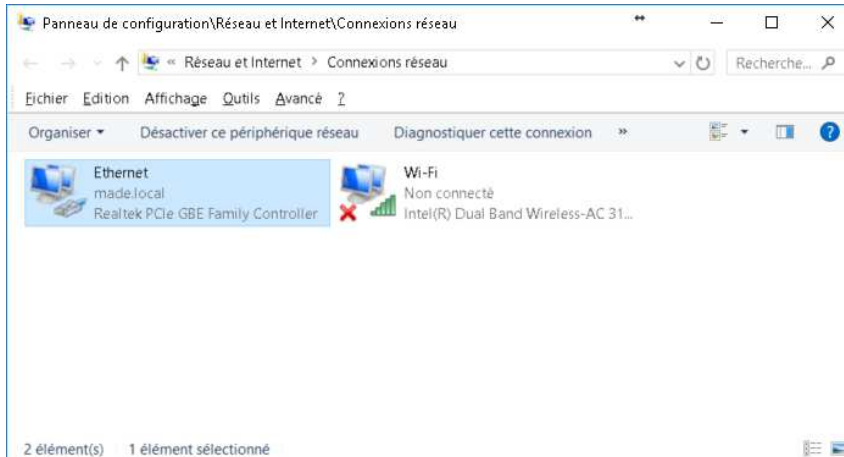 Panneau de configuration\Réseau et Internet\Connexions réseau
« Réseau et Internet > Connexions réseau
Recherche...
Fichier Edition Affichage Outils Avancé ?
Organiser Désactiver ce périphérique réseau Diagnostiquer cette connexion »
Ethernet
made.local
Realtek PCIe GBE Family Controller
Wi-Fi
Non connecté
Intel(R) Dual Band Wireless-AC 31...
2 élément(s) 1 élément sélectionné